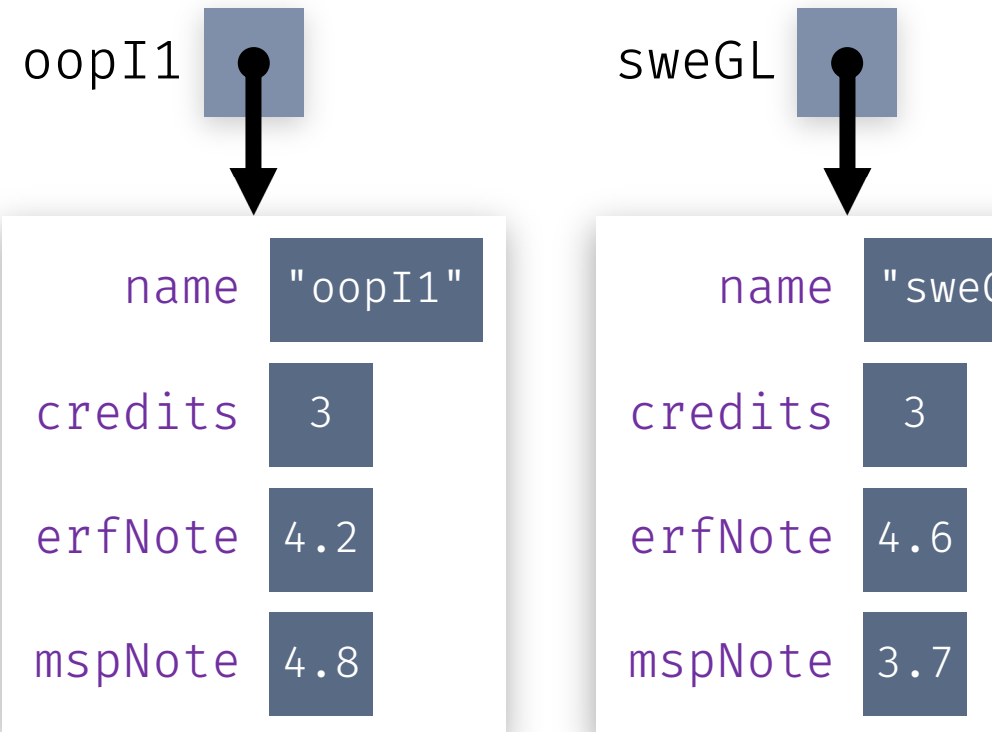 oopI1
name "oopI1"
credits 3
erfNote 4.2
mspNote 4.8
sweGL
name
credits 3
erfNote 4.6
mspNote 3.7